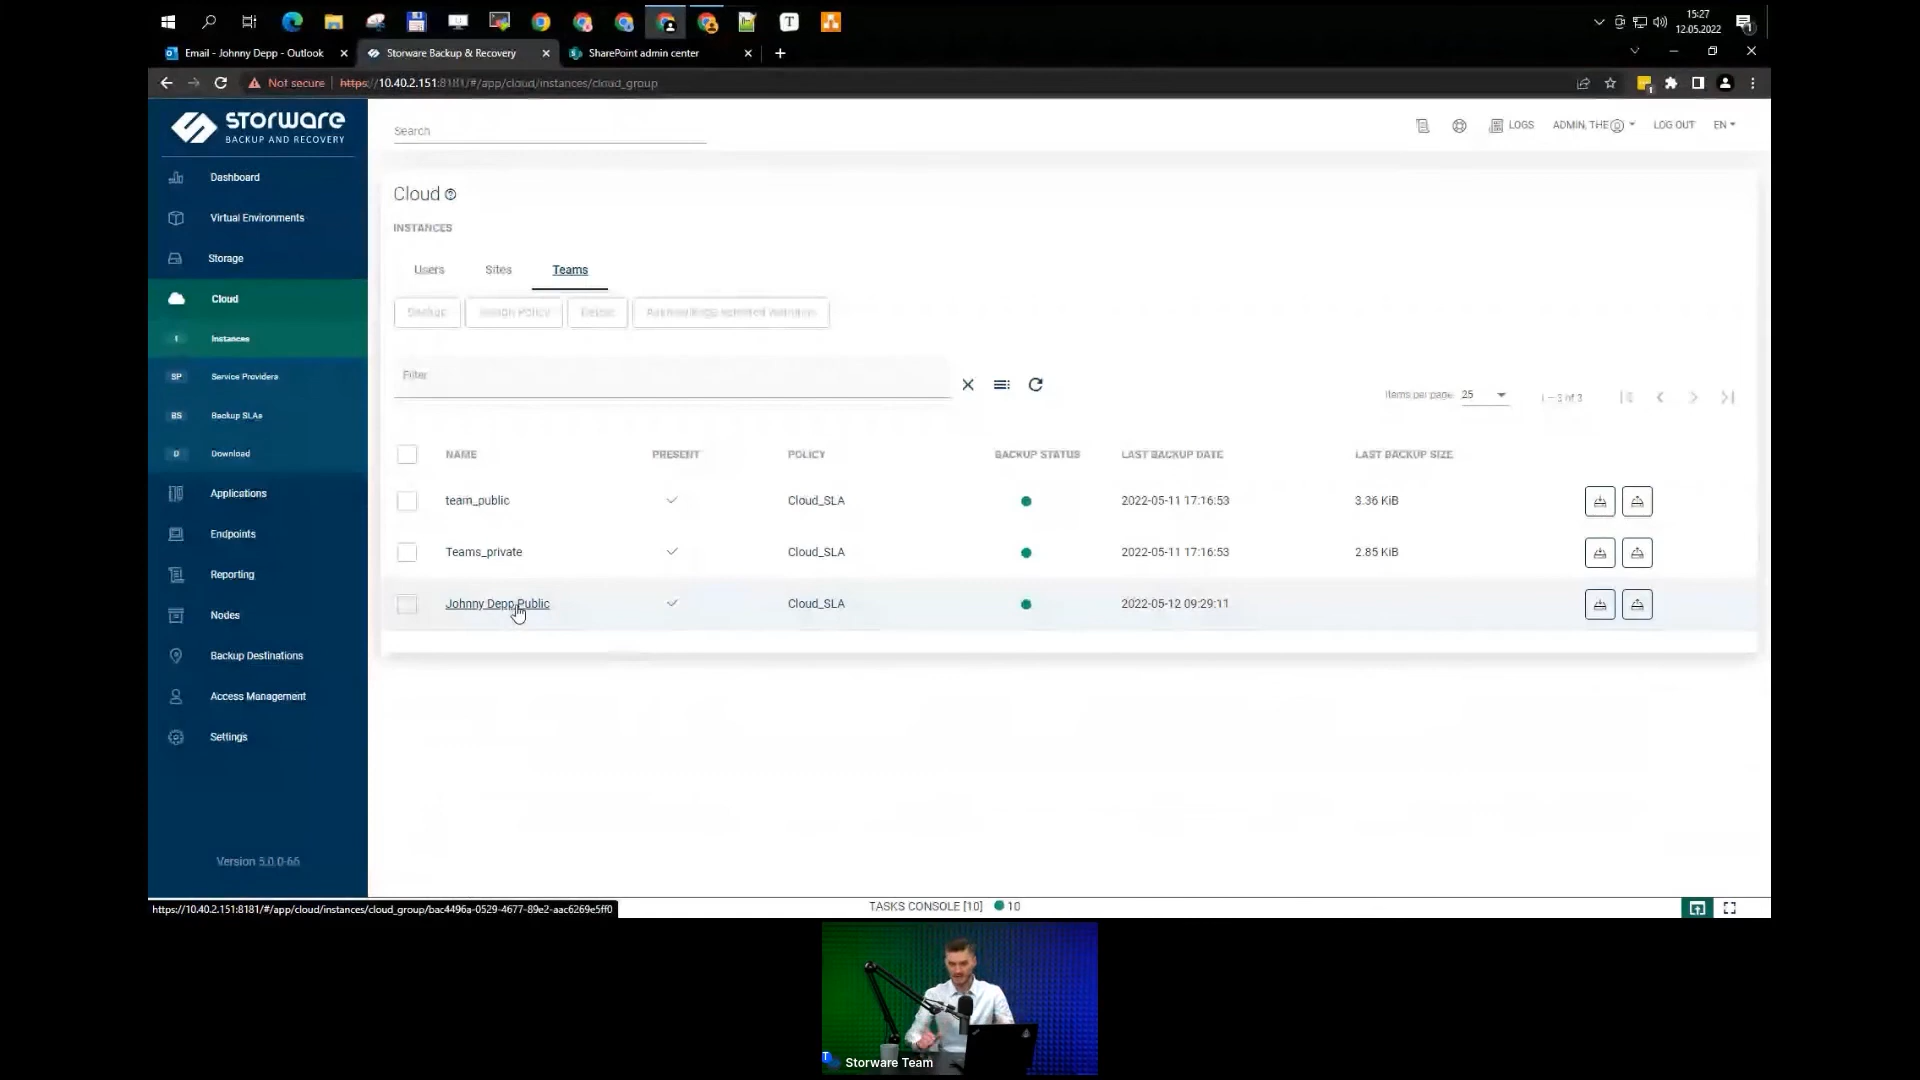 15:27
12.05.2022
Email - Johnny Depp - Outlook
Storware Backup & Recovery
SharePoint admin center
Not secure
https://10.40.2.151:8181/#/app/cloud/instances/cloud_group
STORWARE
BACKUP AND RECOVERY
Search
LOGS
ADMIN, THE
LOG OUT
EN
Dashboard
Virtual Environments
Storage
Cloud
I Instances
SP Service Providers
BS Backup SLAs
D Download
Applications
Endpoints
Reporting
Nodes
Backup Destinations
Access Management
Settings
Version 5.0.0-66
Cloud
INSTANCES
Users Sites Teams
Backup Assign Policy Delete Acknowledge selected
Filter
Items per page 25 1 – 3 of 3
NAME PRESENT POLICY BACKUP STATUS LAST BACKUP DATE LAST BACKUP SIZE
team_public Cloud_SLA 2022-05-11 17:16:53 3.36 KiB
Teams_private Cloud_SLA 2022-05-11 17:16:53 2.85 KiB
Johnny Depp Public Cloud_SLA 2022-05-12 09:29:11
https://10.40.2.151:8181/#/app/cloud/instances/cloud_group/bac4496a-0529-4677-89e2-aac6269e5ff0
TASKS CONSOLE [10] 10
Storware Team